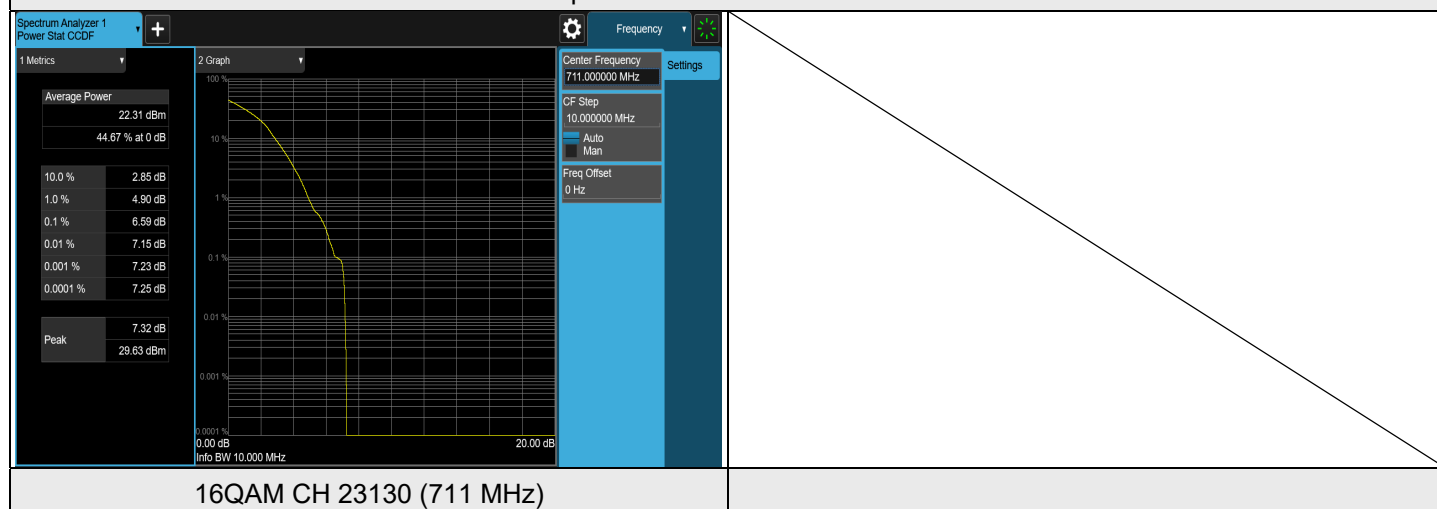 Spectrum Analyzer 1
Power Stat CCDF
+
Frequency
1 Metrics
2 Graph
Center Frequency
711.000000 MHz
Settings
CF Step
10.000000 MHz
Auto
Man
Freq Offset
0 Hz
Average Power
22.31 dBm
44.67 % at 0 dB
10.0 % 2.85 dB
1.0 % 4.90 dB
0.1 % 6.59 dB
0.01 % 7.15 dB
0.001 % 7.23 dB
0.0001 % 7.25 dB
Peak 7.32 dB
29.63 dBm
100 %
10 %
1 %
0.1 %
0.01 %
0.001 %
0.0001 %
0.00 dB 20.00 dB
Info BW 10.000 MHz
16QAM CH 23130 (711 MHz)